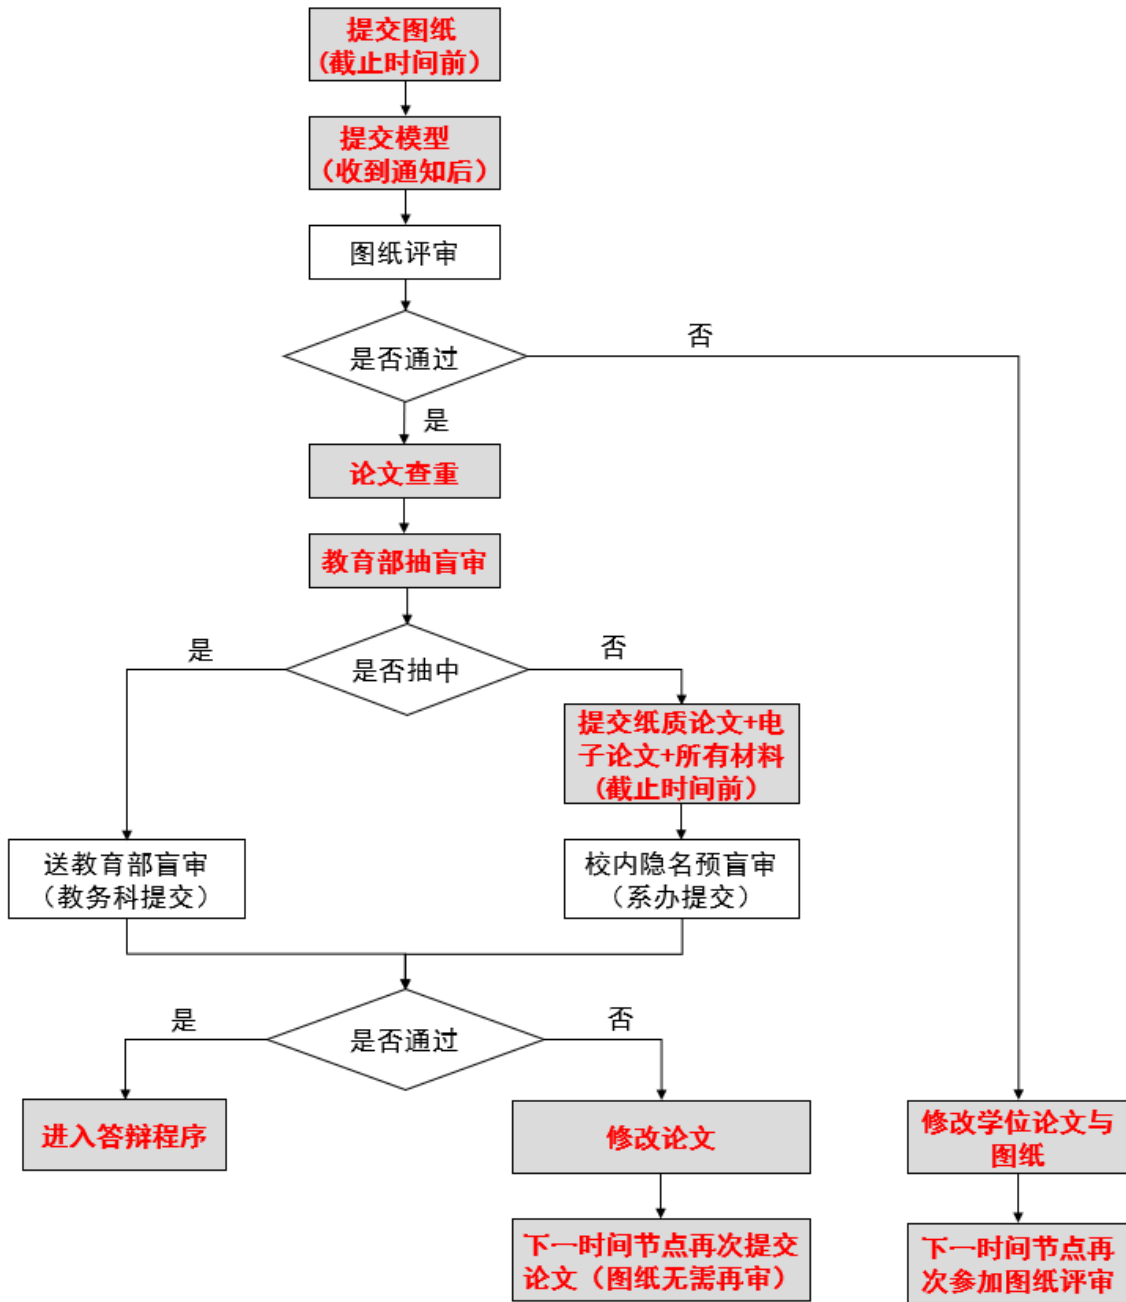 提交图纸
(截止时间前）
提交模型
（收到通知后）
图纸评审
是否通过
否
是
论文查重
教育部抽盲审
是否抽中
是
否
提交纸质论文+电
子论文+所有材料
(截止时间前）
送教育部盲审
（教务科提交）
校内隐名预盲审
（系办提交）
是否通过
是
否
进入答辩程序
修改论文
修改学位论文与
图纸
下一时间节点再次提交
论文（图纸无需再审）
下一时间节点再
次参加图纸评审